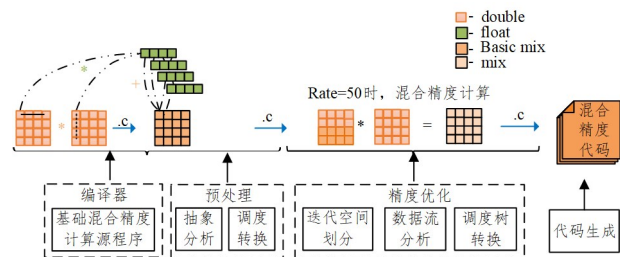 - double
- float
- Basic mix
- mix
*
+
Rate=50时，混合精度计算
*
.c
.c
*
=
.c
混合
精度
代码
编译器
基础混合精度
计算源程序
预处理
抽象
分析
调度
转换
精度优化
迭代空间
划分
数据流
分析
调度树
转换
代码生成